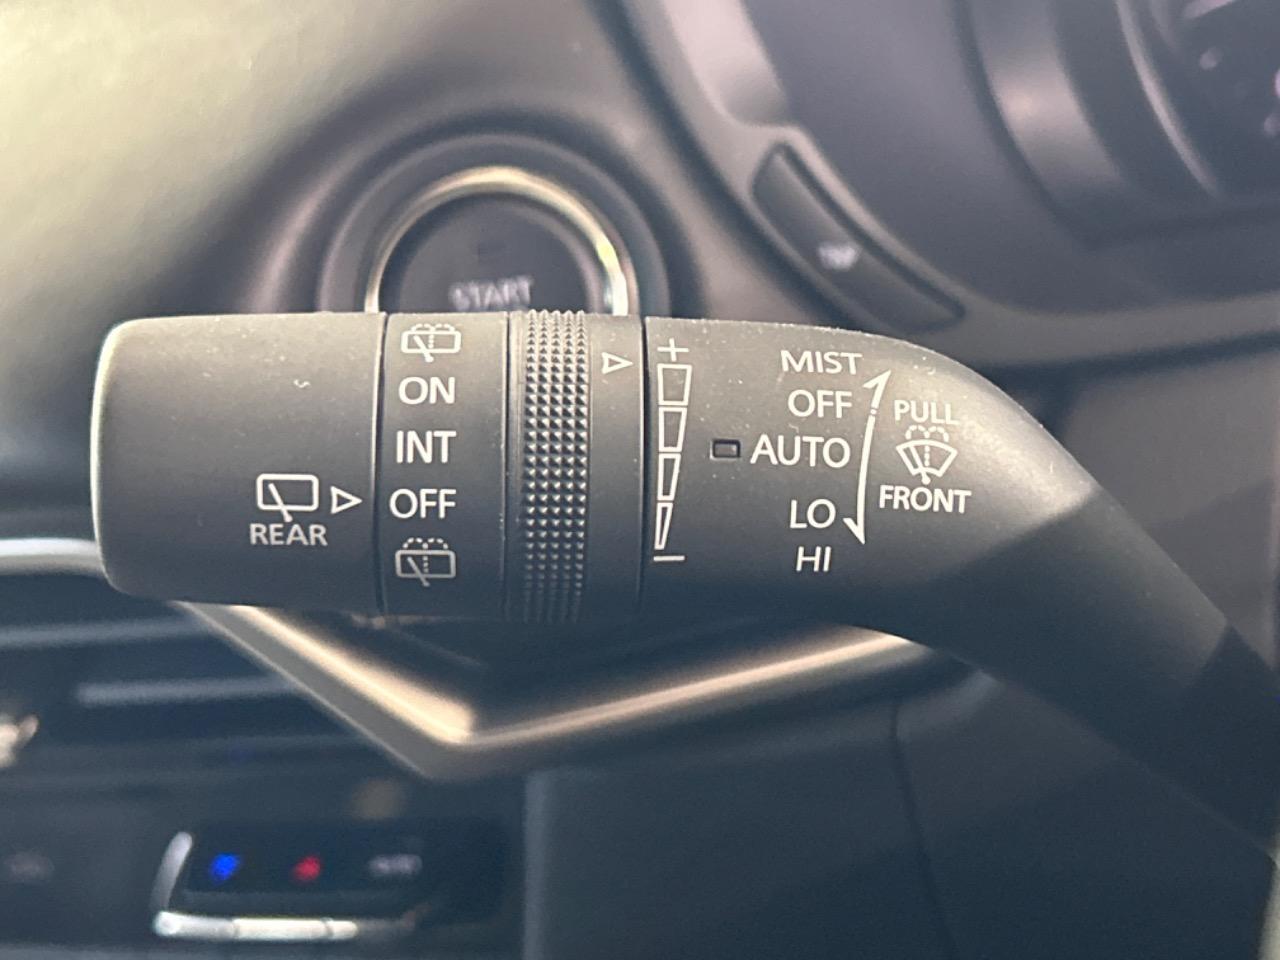 START
ON
INT
OFF
REAR
+
−
MIST
OFF
AUTO
LO
HI
PULL
FRONT